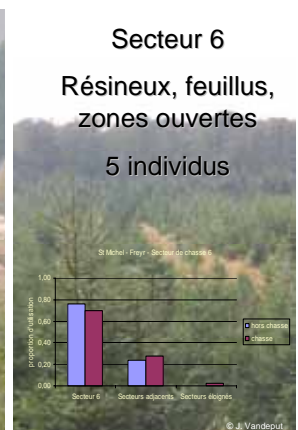 Secteur 6
Résineux, feuillus,
zones ouvertes
5 individus
St Michel - Freyr - Secteur de chasse 6
proportion d'utilisation
1,00
0,80
0,60
0,40
0,20
0,00
Secteur 6 Secteurs adjacents Secteurs éloignés
hors chasse
chasse
© J. Vandeput